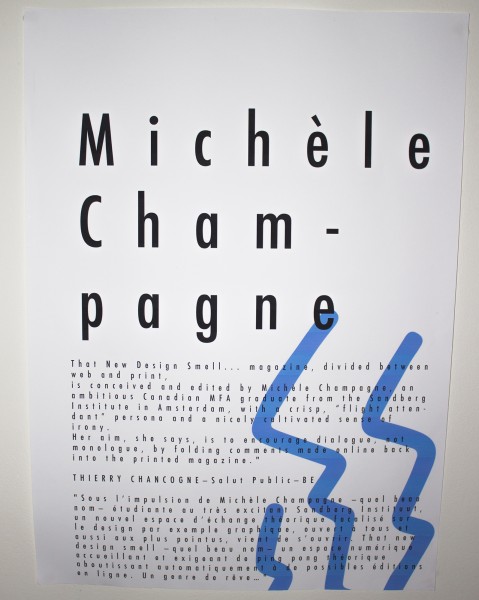 Michèle
Cham-
pagne
That New Design Smell... magazine, divided between
web and print,
is conceived and edited by Michèle Champagne, an
ambitious Canadian MFA graduate from the Sandberg
Institute in Amsterdam, with a crisp, "flight atten-
dant" persona and a nicely cultivated sense of
irony.
Her aim, she says, is to encourage dialogue, not
monologue, by folding comments made online back
into the printed magazine."
THIERRY CHANCOGNE—Salut Public—BE
"Sous l'impulsion de Michèle Champagne —quel beau
nom— étudiante au très excitant Sandberg Instituut,
un nouvel espace d'échange théorique focalisé sur
le design par exemple graphique, ouvert à tous et
aussi aux plus pointus, vient de s'ouvrir. That new
design smell —quel beau nom— un espace numérique
accueillant et exigeant de ping pong théorique
aboutissant automatiquement à de possibles éditions
en ligne. Un genre de rêve…